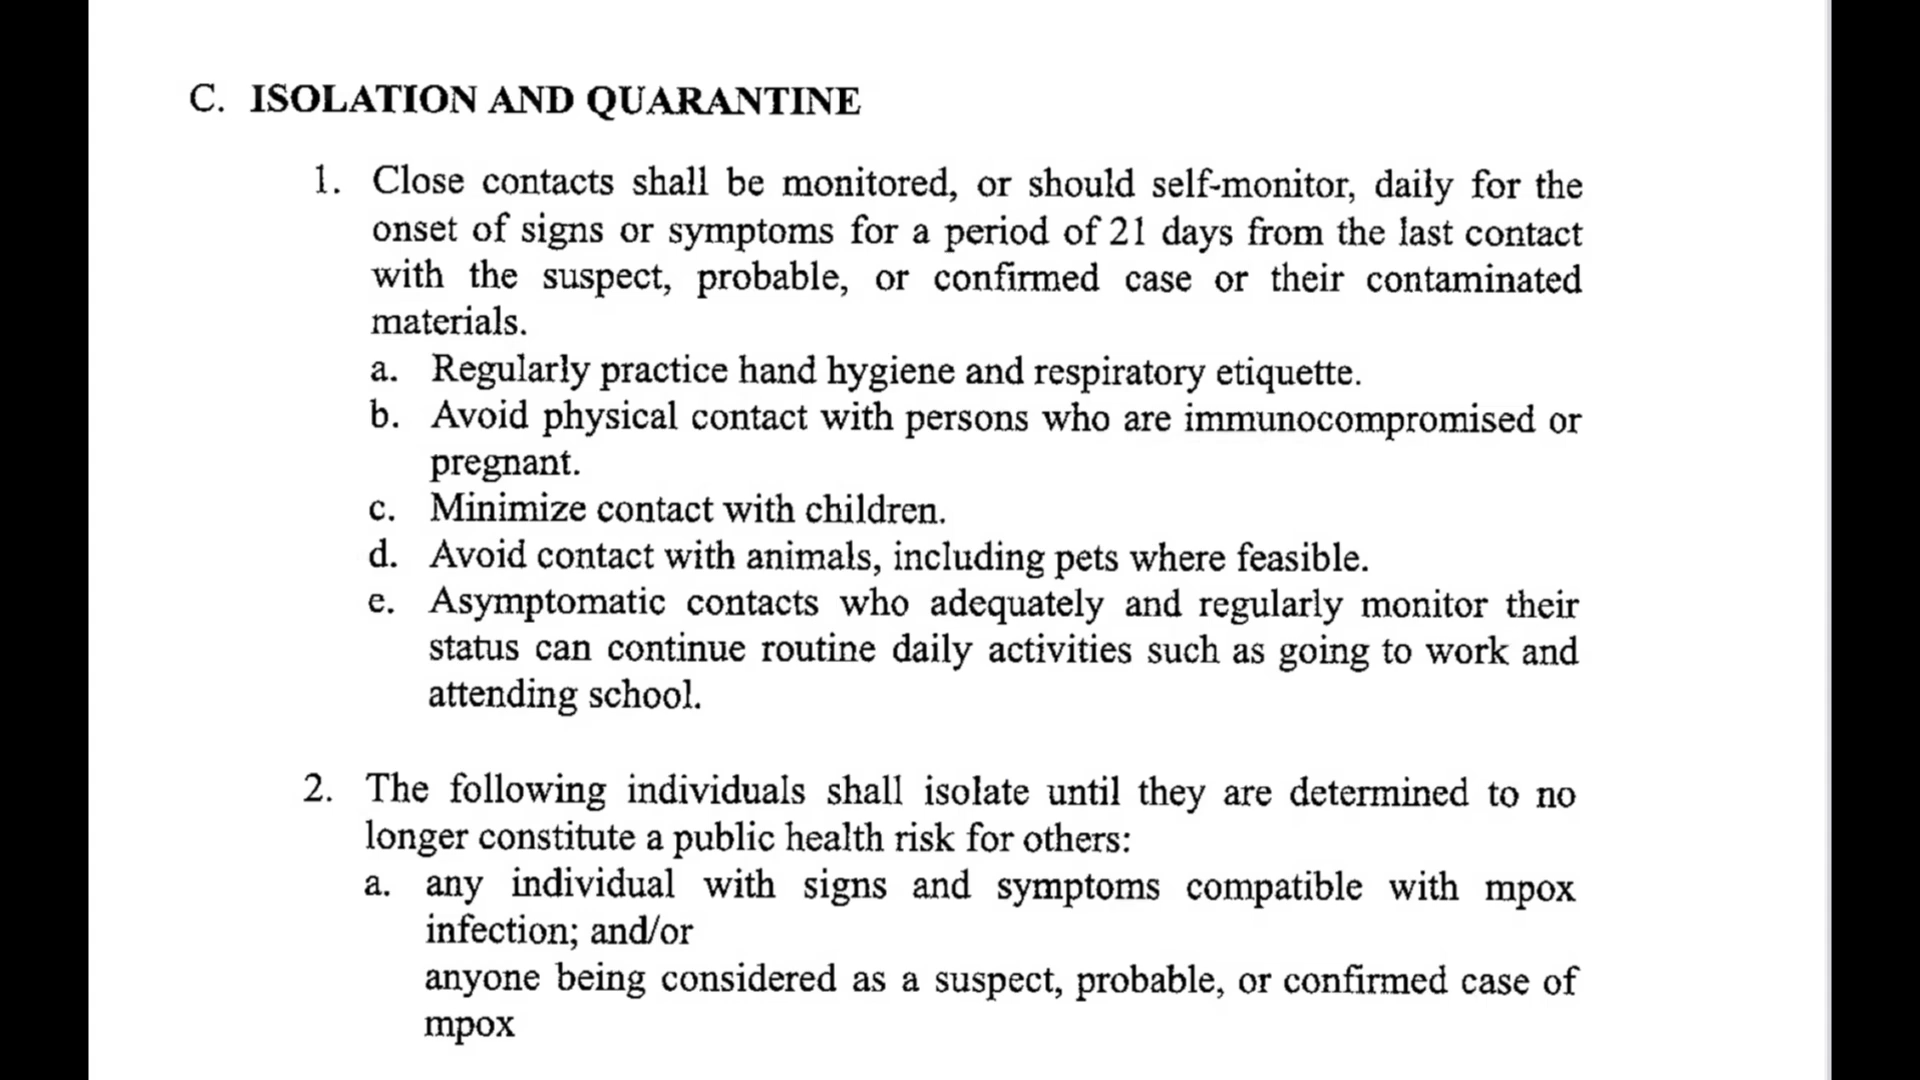 C. ISOLATION AND QUARANTINE
1. Close contacts shall be monitored, or should self-monitor, daily for the
onset of signs or symptoms for a period of 21 days from the last contact
with the suspect, probable, or confirmed case or their contaminated
materials.
a. Regularly practice hand hygiene and respiratory etiquette.
b. Avoid physical contact with persons who are immunocompromised or
pregnant.
c. Minimize contact with children.
d. Avoid contact with animals, including pets where feasible.
e. Asymptomatic contacts who adequately and regularly monitor their
status can continue routine daily activities such as going to work and
attending school.
2. The following individuals shall isolate until they are determined to no
longer constitute a public health risk for others:
a. any individual with signs and symptoms compatible with mpox
infection; and/or
anyone being considered as a suspect, probable, or confirmed case of
mpox